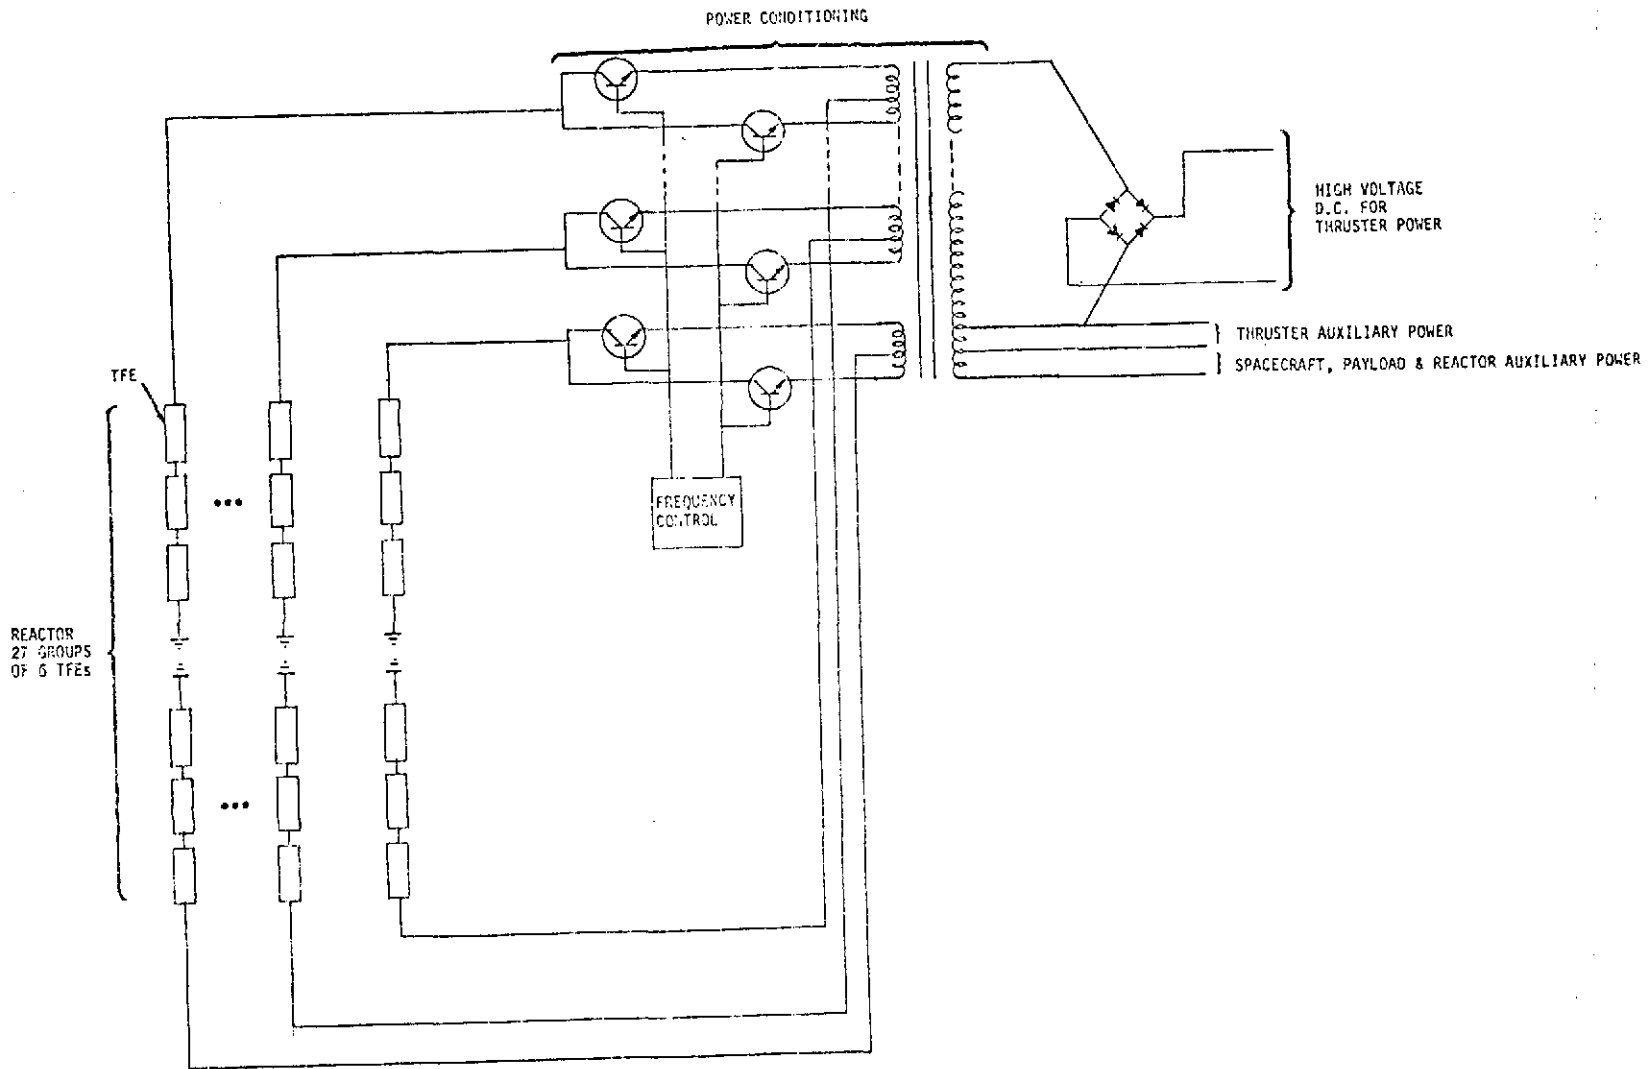 POWER CONDITIONING
HIGH VOLTAGE
D.C. FOR
THRUSTER POWER
THRUSTER AUXILIARY POWER
SPACECRAFT, PAYLOAD & REACTOR AUXILIARY POWER
TFE
FREQUENCY
CONTROL
REACTOR
27 GROUPS
OF 6 TFEs